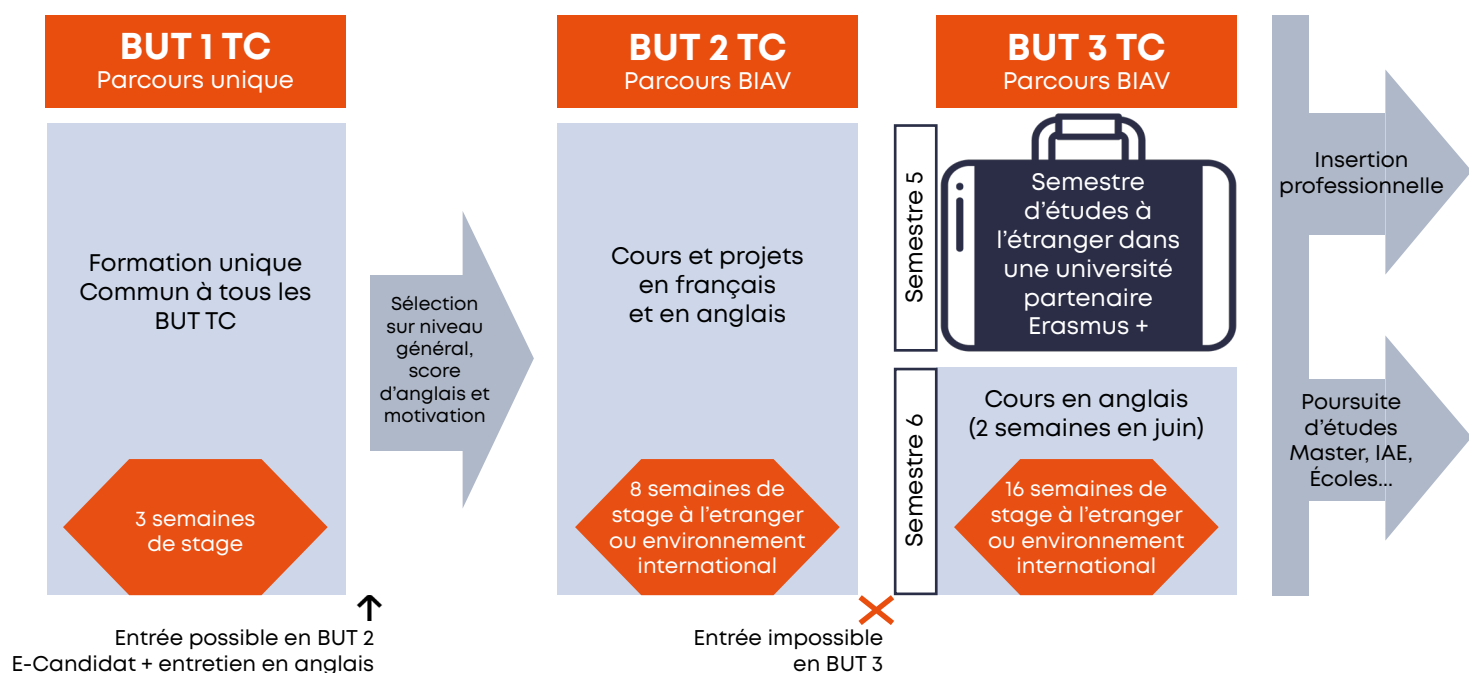 BUT 1 TC
Parcours unique
Formation unique
Commun à tous les
BUT TC
3 semaines
de stage
Entrée possible en BUT 2
E-Candidat + entretien en anglais
Sélection
sur niveau
général,
score
d'anglais et
motivation
BUT 2 TC
Parcours BIAV
Cours et projets
en français
et en anglais
8 semaines de
stage à l'etranger
ou environnement
international
Entrée impossible
en BUT 3
BUT 3 TC
Parcours BIAV
Semestre 5
Semestre
d'études à
l'étranger dans
une université
partenaire
Erasmus +
Semestre 6
Cours en anglais
(2 semaines en juin)
16 semaines de
stage à l'etranger
ou environnement
international
Insertion
professionnelle
Poursuite
d'études
Master, IAE,
Écoles...